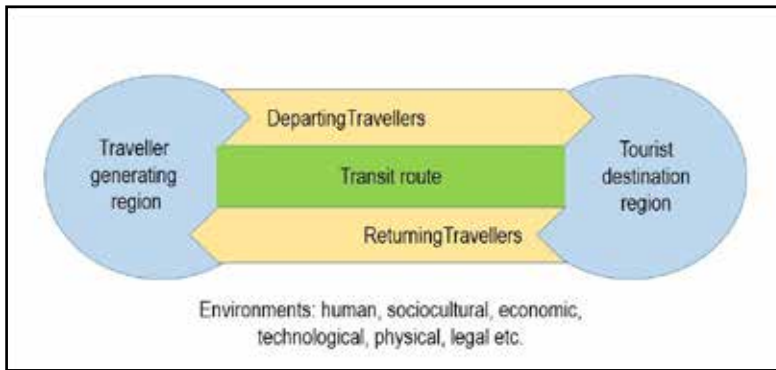 Traveller
generating
region
DepartingTravellers
Transit route
ReturningTravellers
Tourist
destination
region
Environments: human, sociocultural, economic,
technological, physical, legal etc.